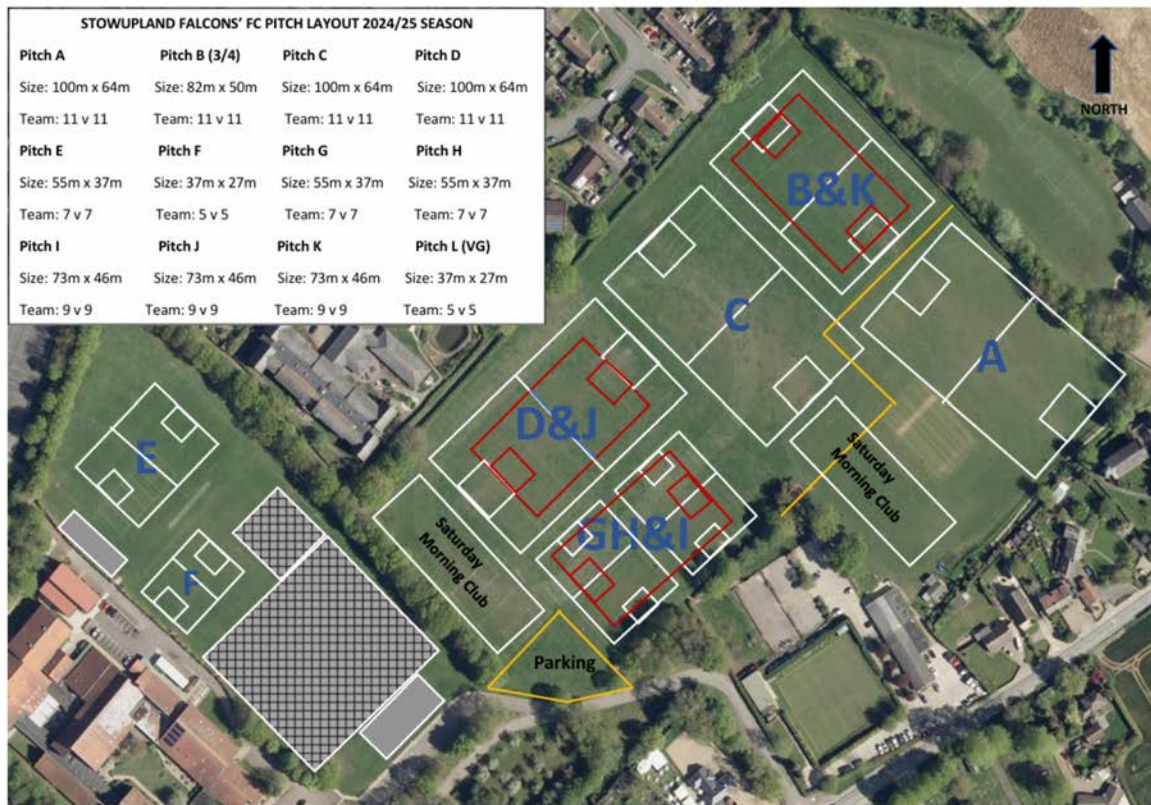 STOWUPLAND FALCONS' FC PITCH LAYOUT 2024/25 SEASON
Pitch A Pitch B (3/4) Pitch C Pitch D
Size: 100m x 64m Size: 82m x 50m Size: 100m x 64m Size: 100m x 64m
Team: 11 v 11 Team: 11 v 11 Team: 11 v 11 Team: 11 v 11
Pitch E Pitch F Pitch G Pitch H
Size: 55m x 37m Size: 37m x 27m Size: 55m x 37m Size: 55m x 37m
Team: 7 v 7 Team: 5 v 5 Team: 7 v 7 Team: 7 v 7
Pitch I Pitch J Pitch K Pitch L (VG)
Size: 73m x 46m Size: 73m x 46m Size: 73m x 46m Size: 37m x 27m
Team: 9 v 9 Team: 9 v 9 Team: 9 v 9 Team: 5 v 5
NORTH
B&K
C
A
D&J
E
Saturday
Morning Club
Saturday
Morning Club
GH&I
F
Parking